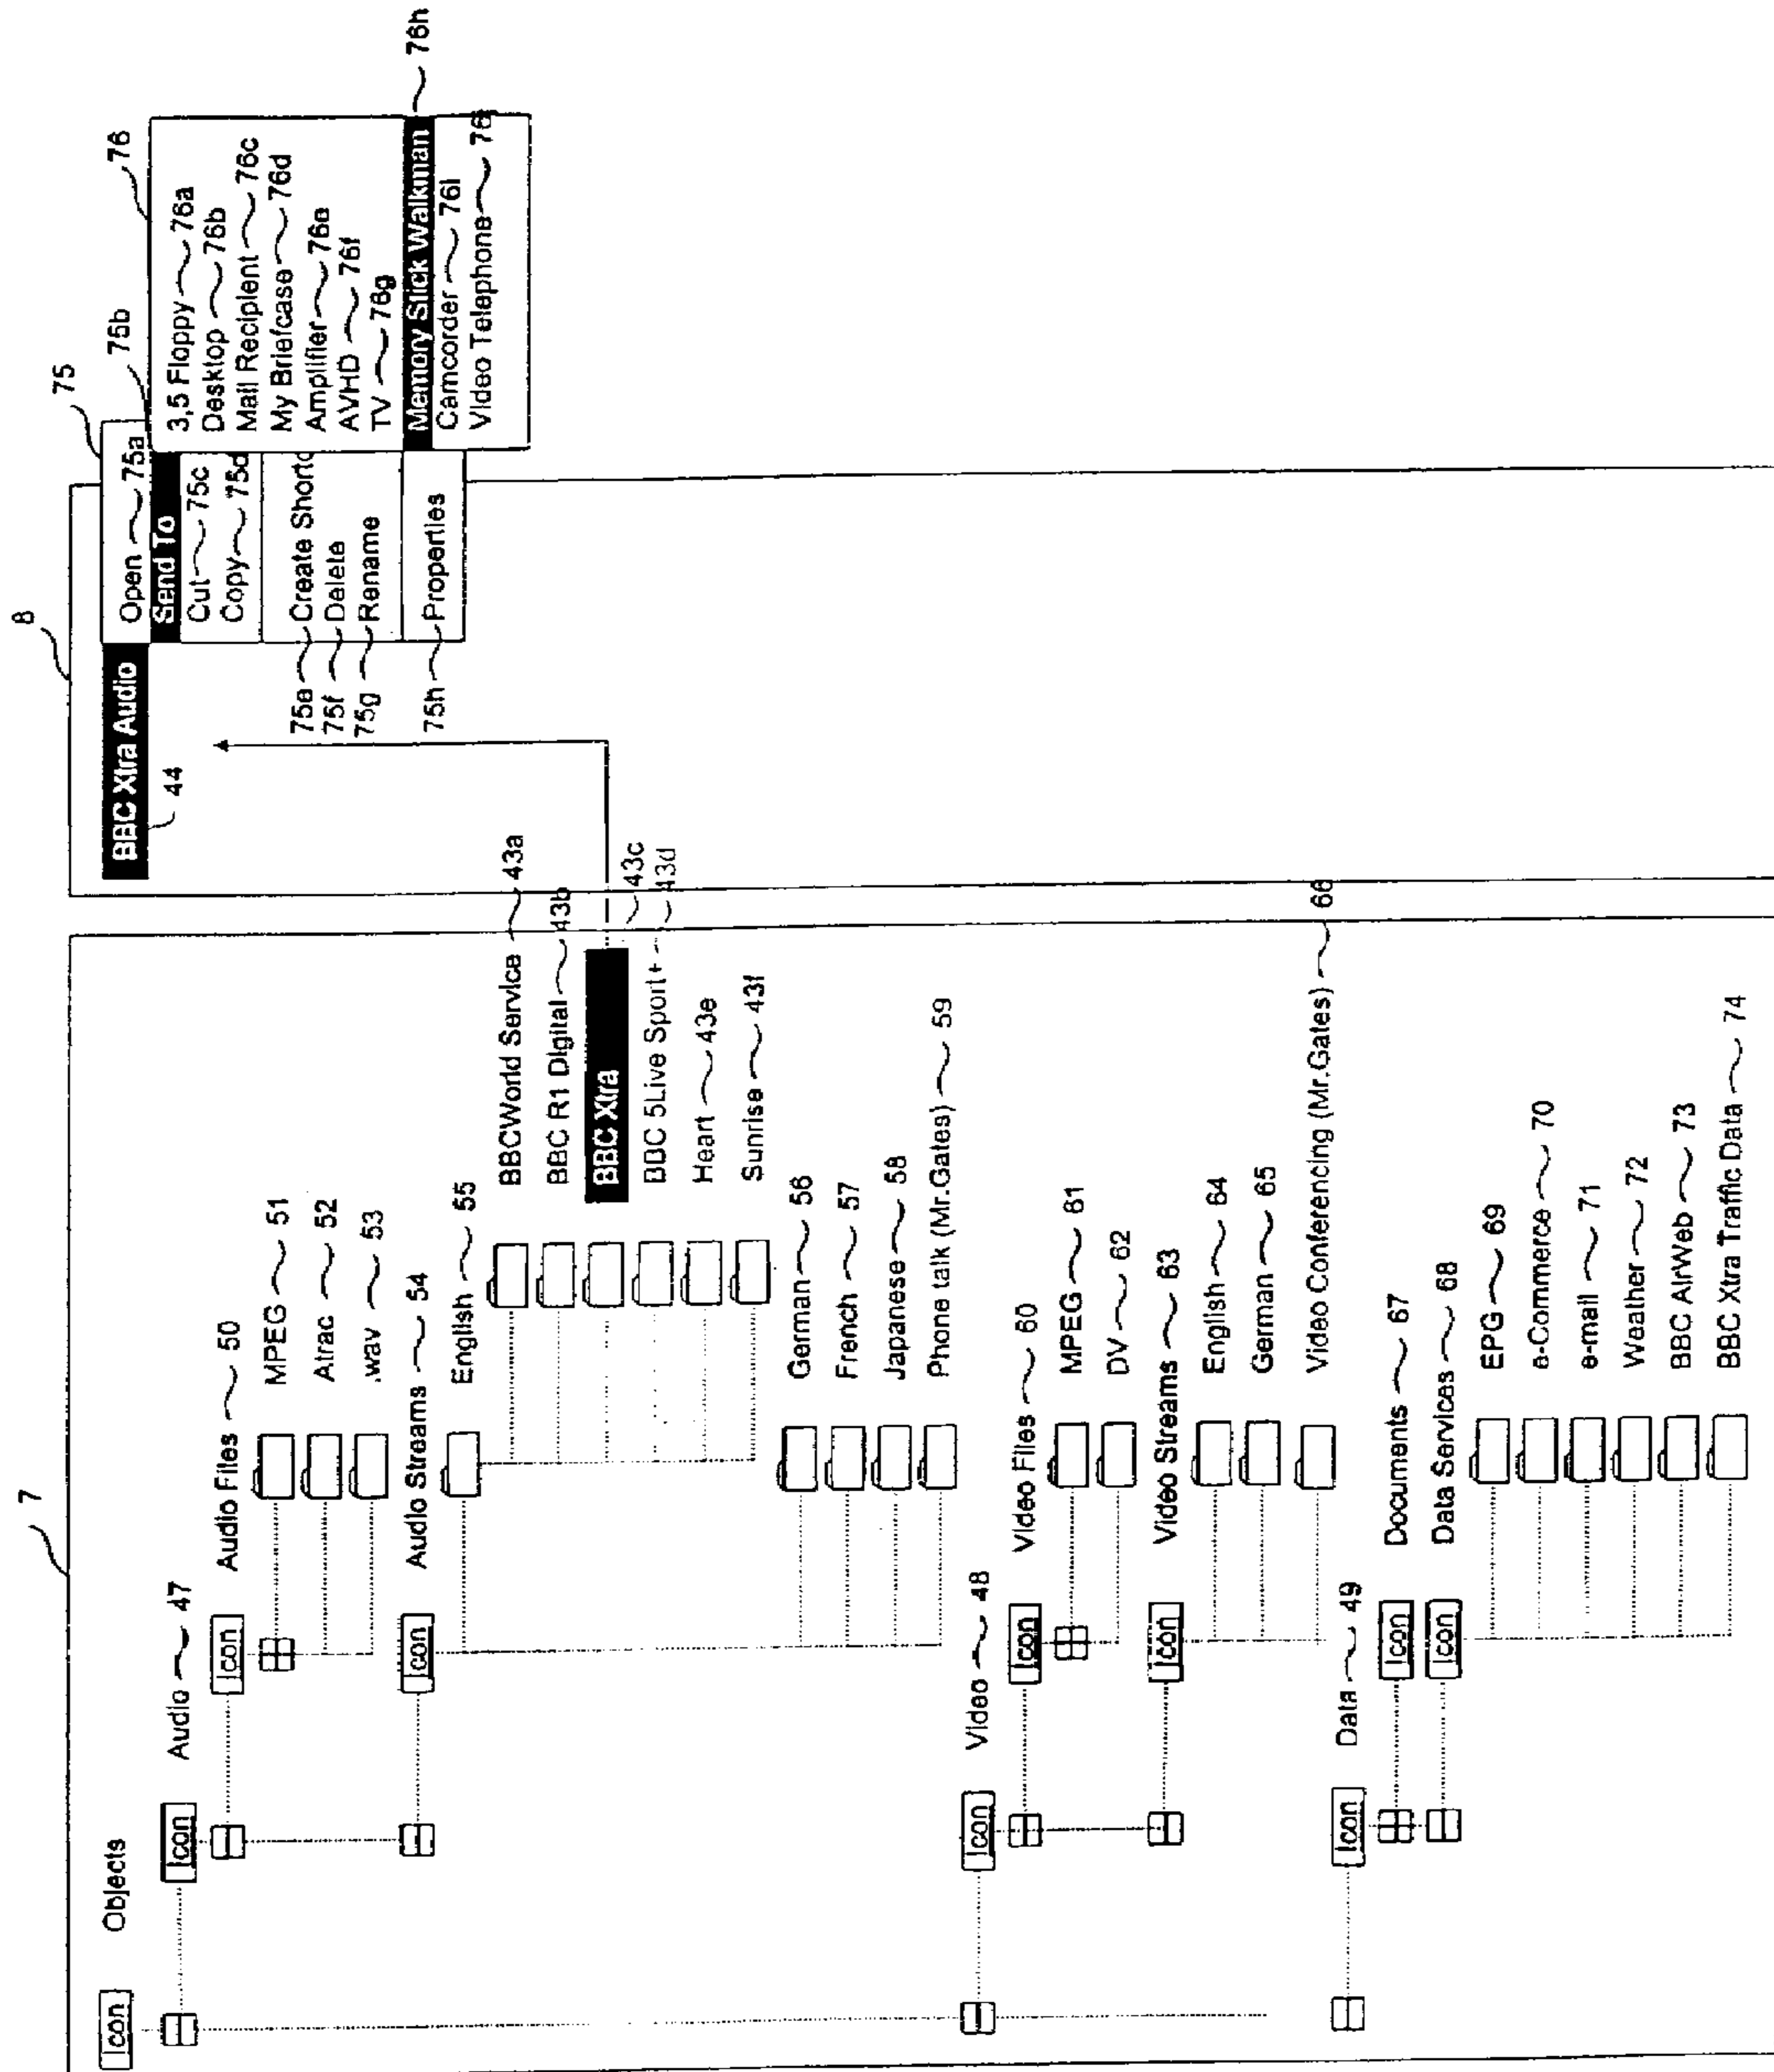 7
Objects
Icon
Audio 47
Icon
Audio Files 50
Icon
MPEG 51
Atrac 52
.wav 53
Audio Streams 54
Icon
English 55
BBCWorld Service 43a
BBC R1 Digital 43b
BBC Xtra
43c
BBC 5Live Sport+ 43d
Heart 43e
Sunrise 43f
German 56
French 57
Japanese 58
Phone talk (Mr.Gates) 59
Video 48
Icon
Video Files 60
Icon
MPEG 61
DV 62
Video Streams 63
Icon
English 64
German 65
Video Conferencing (Mr.Gates) 66
Data 49
Icon
Documents 67
Icon
Data Services 68
Icon
EPG 69
e-Commerce 70
e-mail 71
Weather 72
BBC AirWeb 73
BBC Xtra Traffic Data 74
8
BBC Xtra Audio
44
75
Open 75a
75b
Send To
Cut 75c
Copy 75d
75e Create Shortc
75f Delete
75g Rename
75h Properties
76
3,5 Floppy 76a
Desktop 76b
Mail Recipient 76c
My Briefcase 76d
Amplifier 76e
AVHD 76f
TV 76g
Memory Stick Walkman 76h
Camcorder 76i
Video Telephone